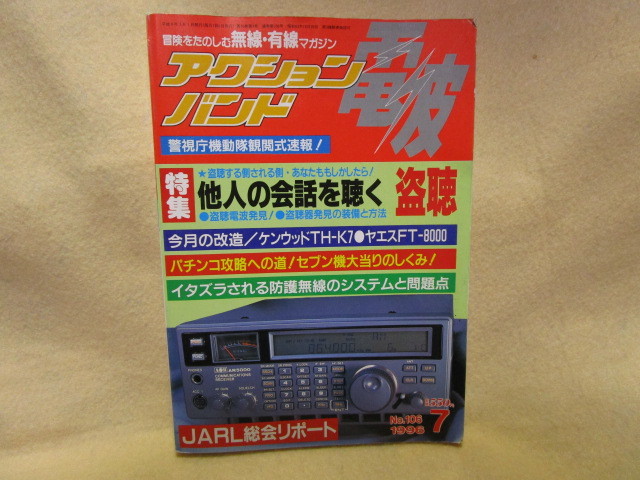 冒険をたのしむ無線・有線マガジン
アクション
バンド
電波
警視庁機動隊観閲式速報!
特集
★盗聴する側される側・あなたももしかしたら!
他人の会話を聴く
盗聴
●盗聴電波発見!●盗聴器発見の装備と方法
今月の改造/ケンウッドTH-K7●ヤエスFT-8000
パチンコ攻略への道!セブン機大当りのしくみ!
イタズラされる防護無線のシステムと問題点
AR5000
COMMUNICATIONS
RECEIVER
JARL総会リポート
No.108
1996
7